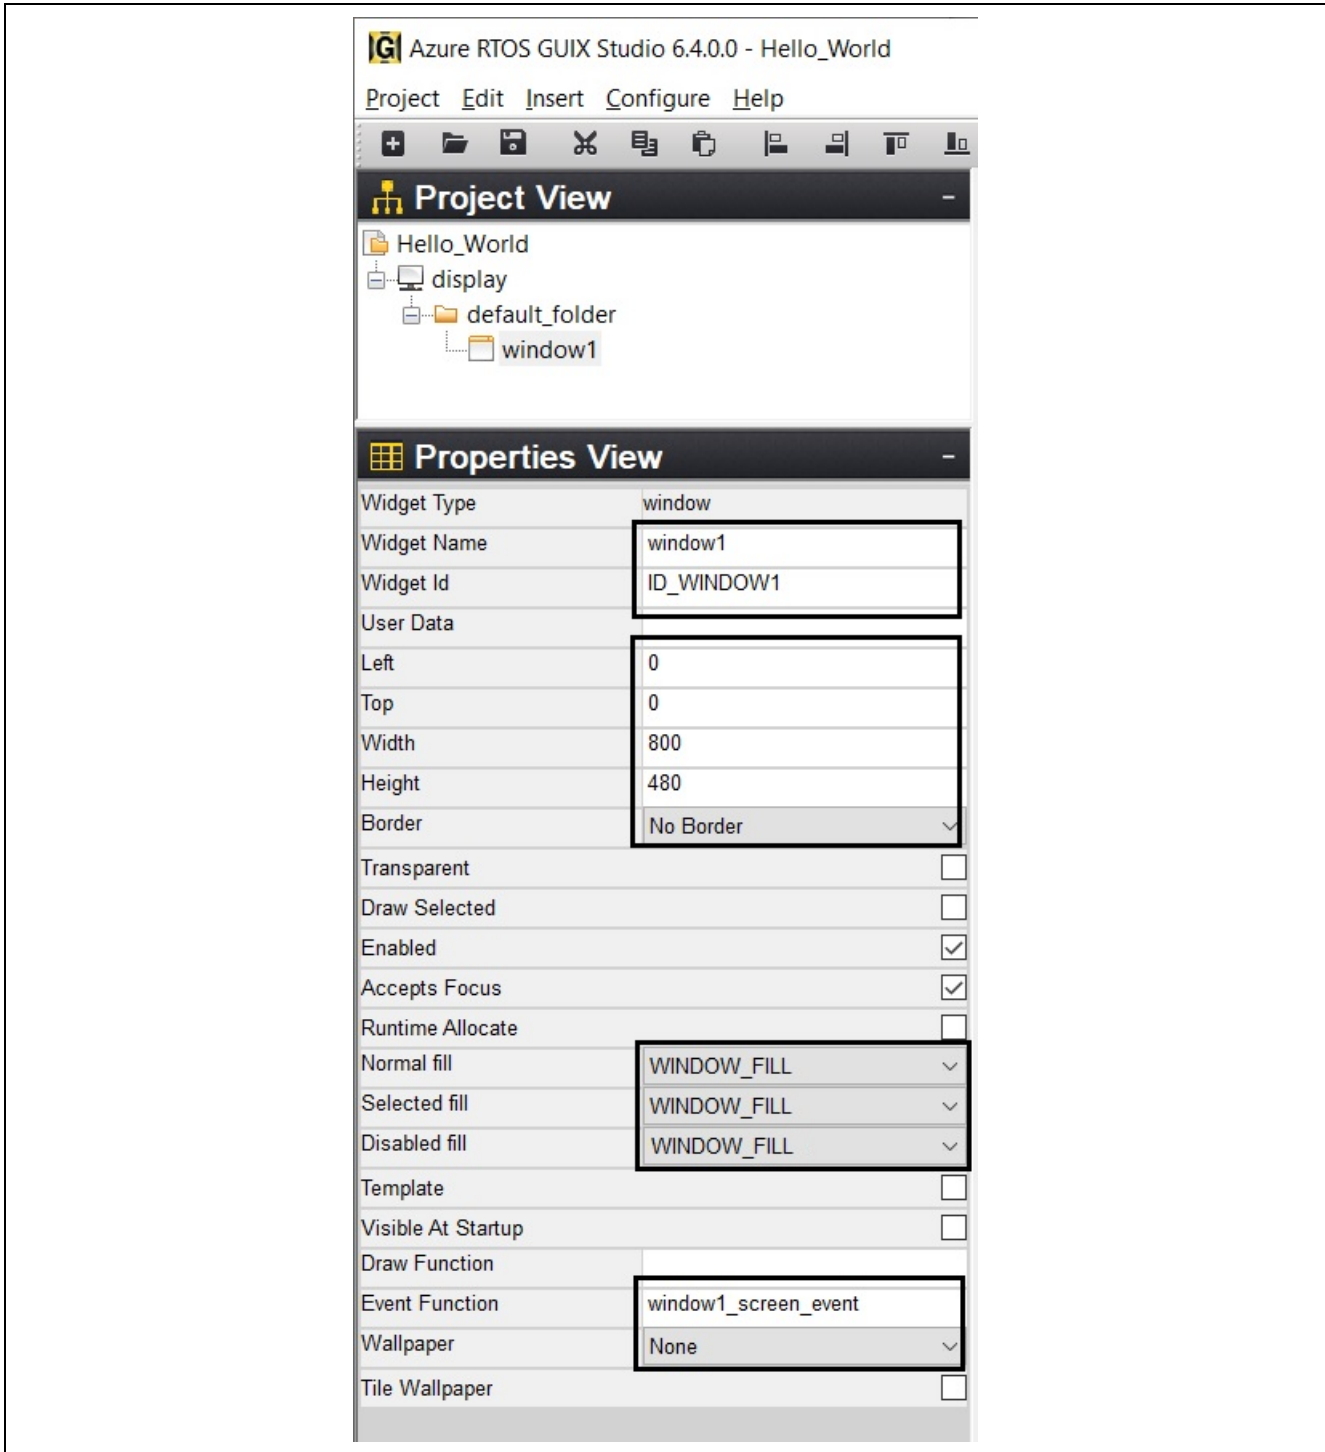 G Azure RTOS GUIX Studio 6.4.0.0 - Hello_World
Project Edit Insert Configure Help
Project View
Hello_World
display
default_folder
window1
Properties View
Widget Type window
Widget Name window1
Widget Id ID_WINDOW1
User Data
Left 0
Top 0
Width 800
Height 480
Border No Border
Transparent
Draw Selected
Enabled
Accepts Focus
Runtime Allocate
Normal fill WINDOW_FILL
Selected fill WINDOW_FILL
Disabled fill WINDOW_FILL
Template
Visible At Startup
Draw Function
Event Function window1_screen_event
Wallpaper None
Tile Wallpaper